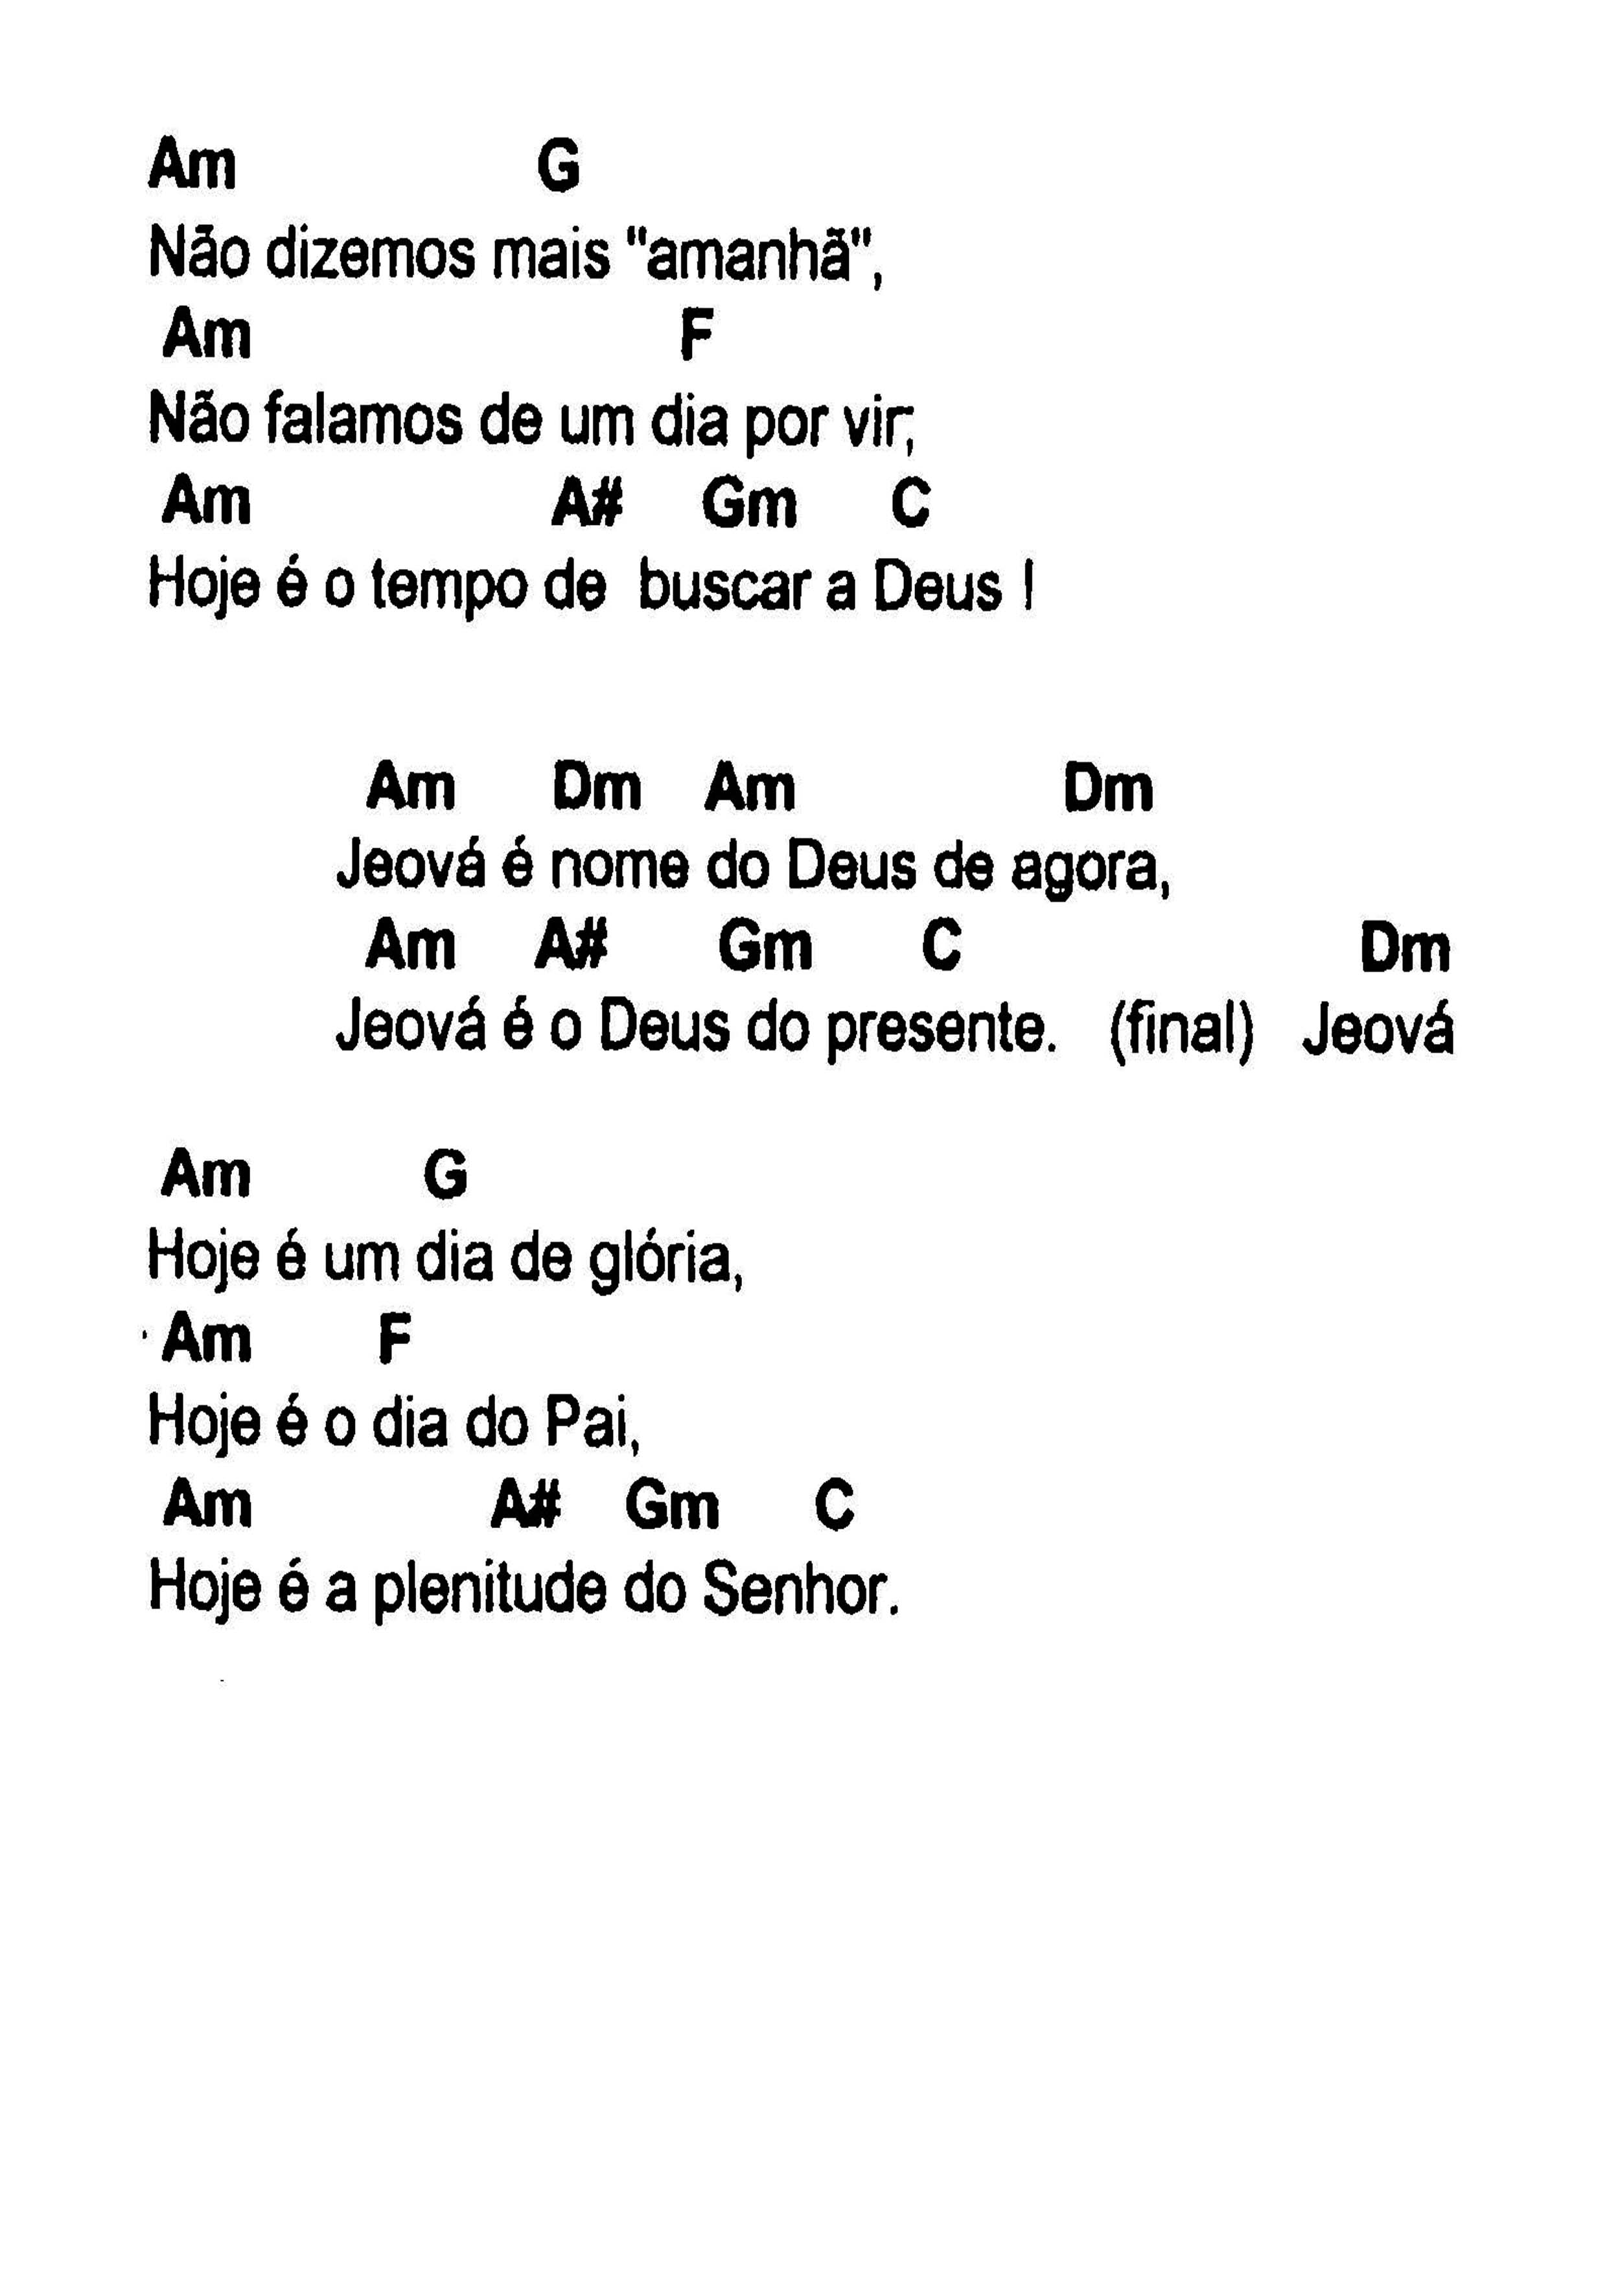 Am G
Não dizemos mais "amanhã",
Am F
Não falamos de um dia por vir;
Am A# Gm C
Hoje é o tempo de buscar a Deus !
Am Dm Am Dm
Jeová é nome do Deus de agora,
Am A# Gm C Dm
Jeová é o Deus do presente. (final) Jeová
Am G
Hoje é um dia de glória,
Am F
Hoje é o dia do Pai,
Am A# Gm C
Hoje é a plenitude do Senhor.